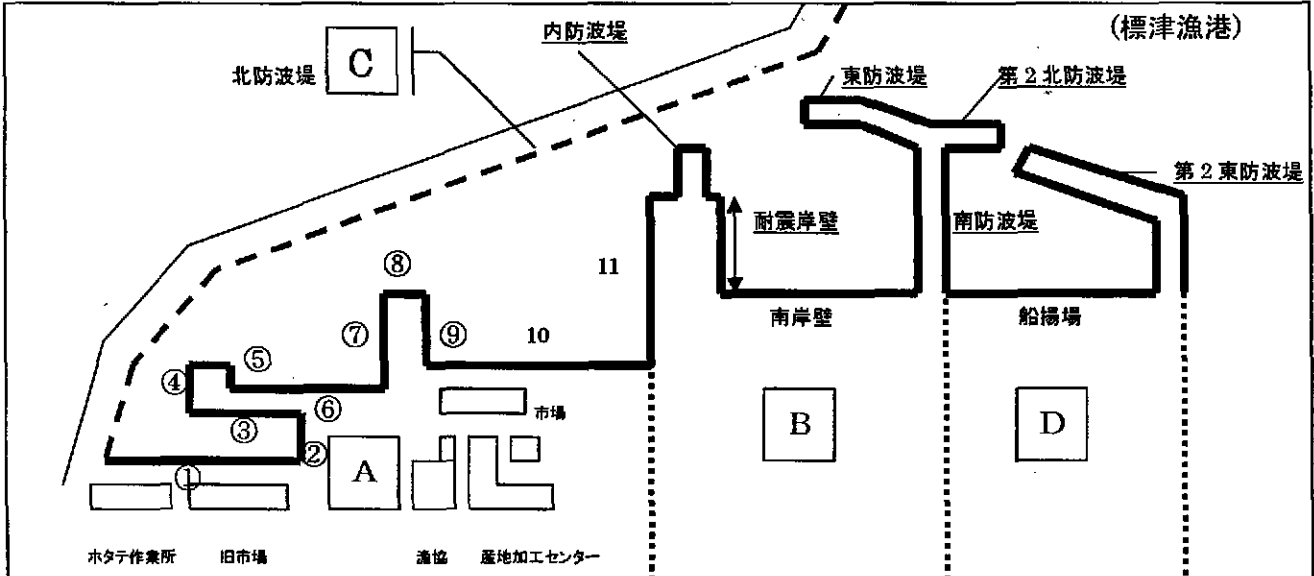 (標津漁港)
内防波堤
北防波堤
C
東防波堤
第2北防波堤
第2東防波堤
耐震岸壁
南防波堤
⑧
11
南岸壁
船揚場
⑦
⑨
10
⑤
④
⑥
③
市場
②
A
B
D
①
ホタテ作業所
旧市場
漁協
産地加工センター